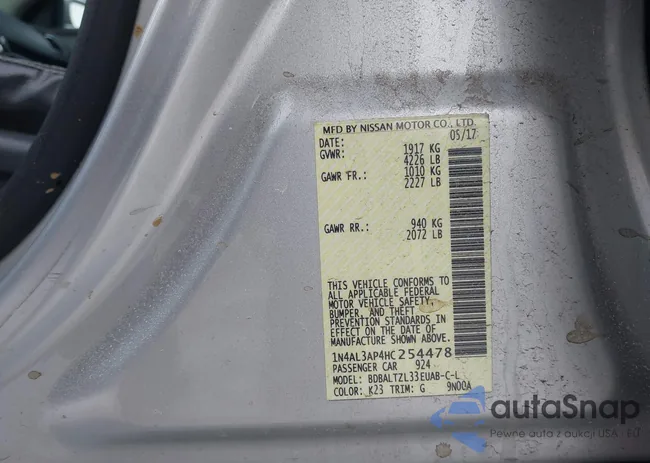 MFD BY NISSAN MOTOR CO., LTD.
DATE: 05/17
GVWR: 1917 KG
4226 LB
GAWR FR.: 1010 KG
2227 LB
GAWR RR.: 940 KG
2072 LB
THIS VEHICLE CONFORMS TO
ALL APPLICABLE FEDERAL
MOTOR VEHICLE SAFETY,
BUMPER, AND THEFT
PREVENTION STANDARDS IN
EFFECT ON THE DATE OF
MANUFACTURE SHOWN ABOVE.
1N4AL3AP4HC254478
PASSENGER CAR 924
MODEL: BDBALTZL33EUAB-C-L
COLOR: K23 TRIM: G 9N00A
autoSnap
Pewne auta z aukcji USA i EU